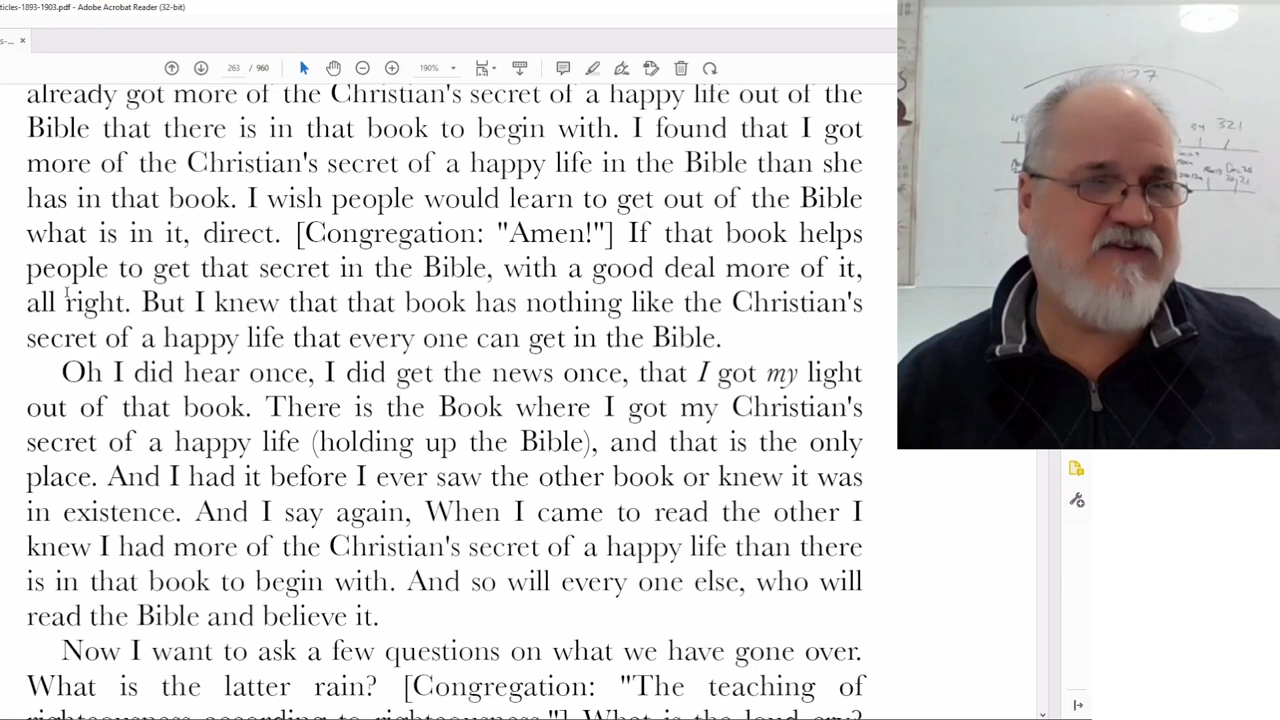 ticles-1893-1903.pdf - Adobe Acrobat Reader (32-bit)
s-... ×
263 / 960
190%
already got more of the Christian's secret of a happy life out of the
Bible that there is in that book to begin with. I found that I got
more of the Christian's secret of a happy life in the Bible than she
has in that book. I wish people would learn to get out of the Bible
what is in it, direct. [Congregation: "Amen!"] If that book helps
people to get that secret in the Bible, with a good deal more of it,
all right. But I knew that that book has nothing like the Christian's
secret of a happy life that every one can get in the Bible.
Oh I did hear once, I did get the news once, that I got my light
out of that book. There is the Book where I got my Christian's
secret of a happy life (holding up the Bible), and that is the only
place. And I had it before I ever saw the other book or knew it was
in existence. And I say again, When I came to read the other I
knew I had more of the Christian's secret of a happy life than there
is in that book to begin with. And so will every one else, who will
read the Bible and believe it.
Now I want to ask a few questions on what we have gone over.
What is the latter rain? [Congregation: "The teaching of
righteousness according to righteousness."] What is the loud cry?
34 321